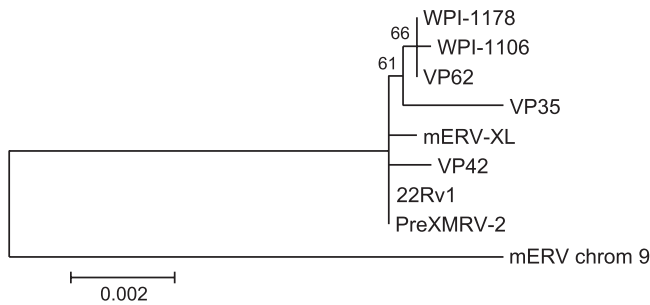 WPI-1178
66
WPI-1106
61
VP62
VP35
mERV-XL
VP42
22Rv1
PreXMRV-2
mERV chrom 9
0.002